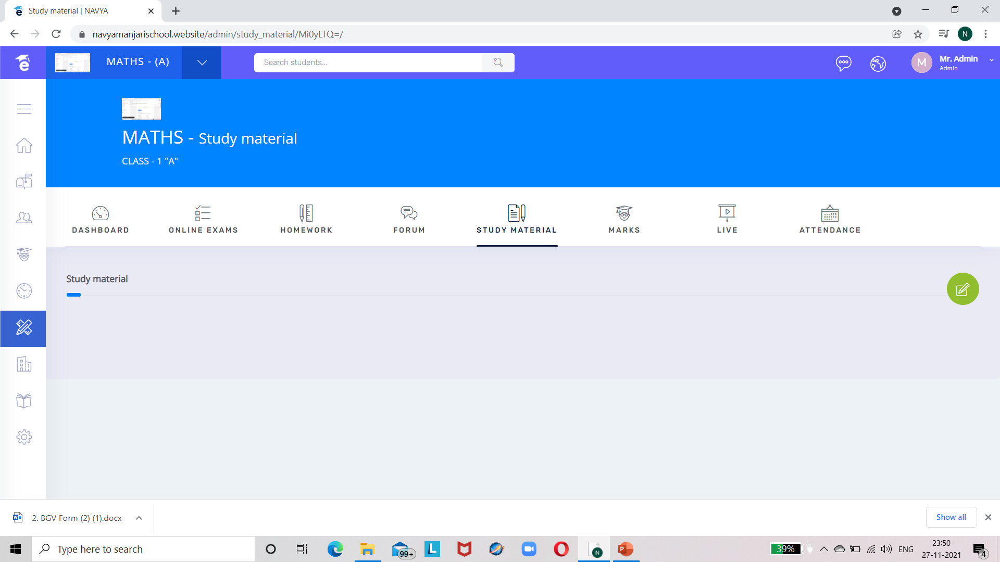 Study material | NAVYA
navyamanjarischool.website/admin/study_material/Mi0yLTQ=/
N
e
MATHS - (A)
Search students...
M
Mr. Admin
Admin
MATHS - Study material
CLASS - 1 "A"
DASHBOARD
ONLINE EXAMS
HOMEWORK
FORUM
STUDY MATERIAL
MARKS
LIVE
ATTENDANCE
Study material
2. BGV Form (2) (1).docx
Show all
Type here to search
99+
L
N
P
39%
ENG
23:50
27-11-2021
4